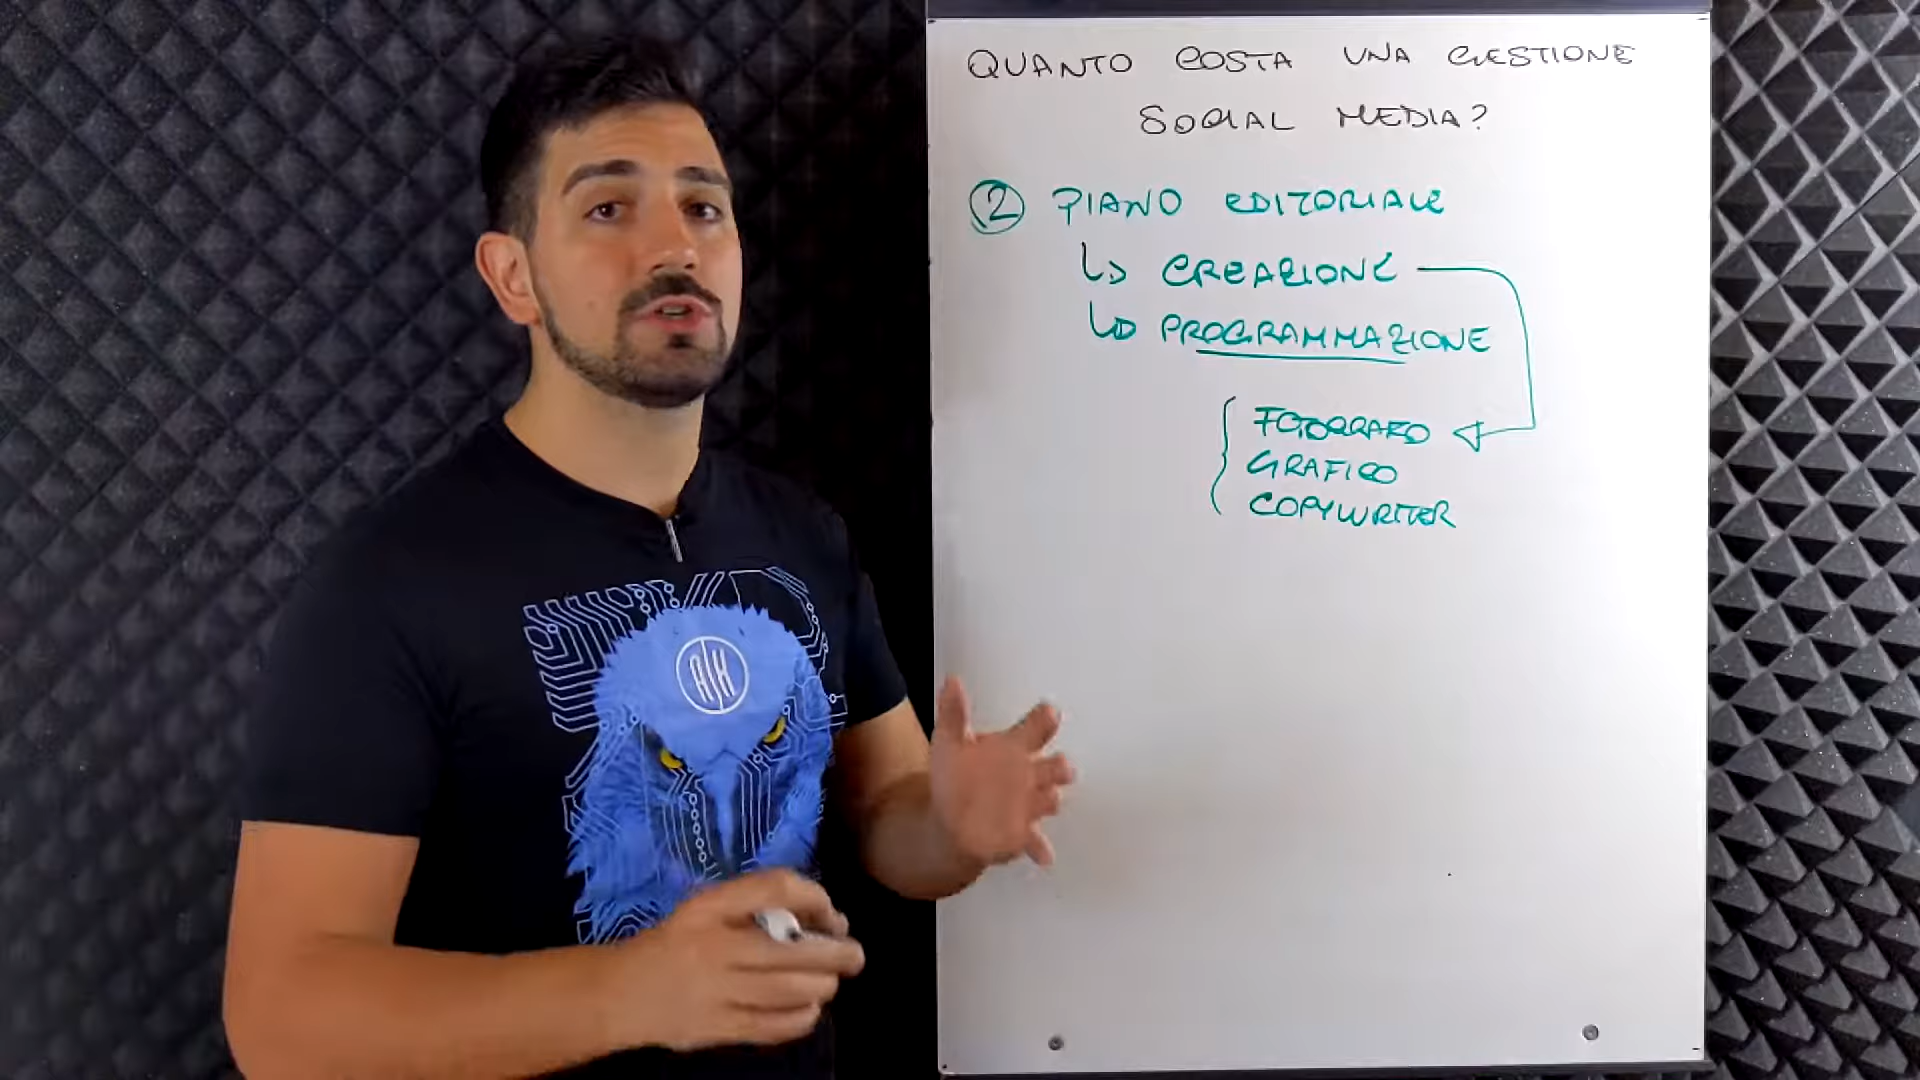 QUANTO COSTA UNA GESTIONE
SOCIAL MEDIA?
2 PIANO EDITORIALE
CREAZIONE
PROGRAMMAZIONE
FOTOGRAFO
GRAFICO
COPYWRITER